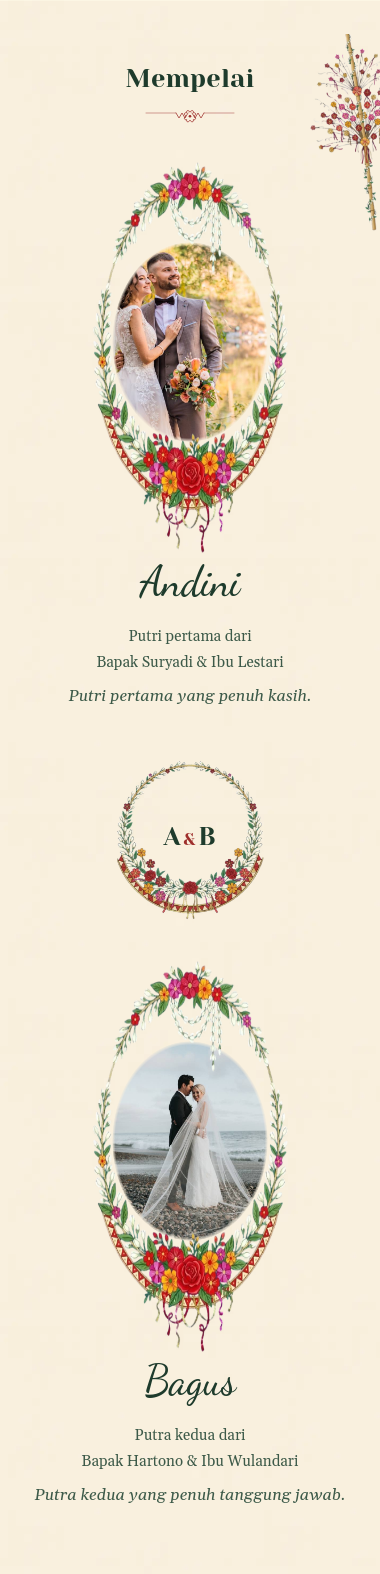 Mempelai
Andini
Putri pertama dari
Bapak Suryadi & Ibu Lestari
Putri pertama yang penuh kasih.
A&B
Bagus
Putra kedua dari
Bapak Hartono & Ibu Wulandari
Putra kedua yang penuh tanggung jawab.